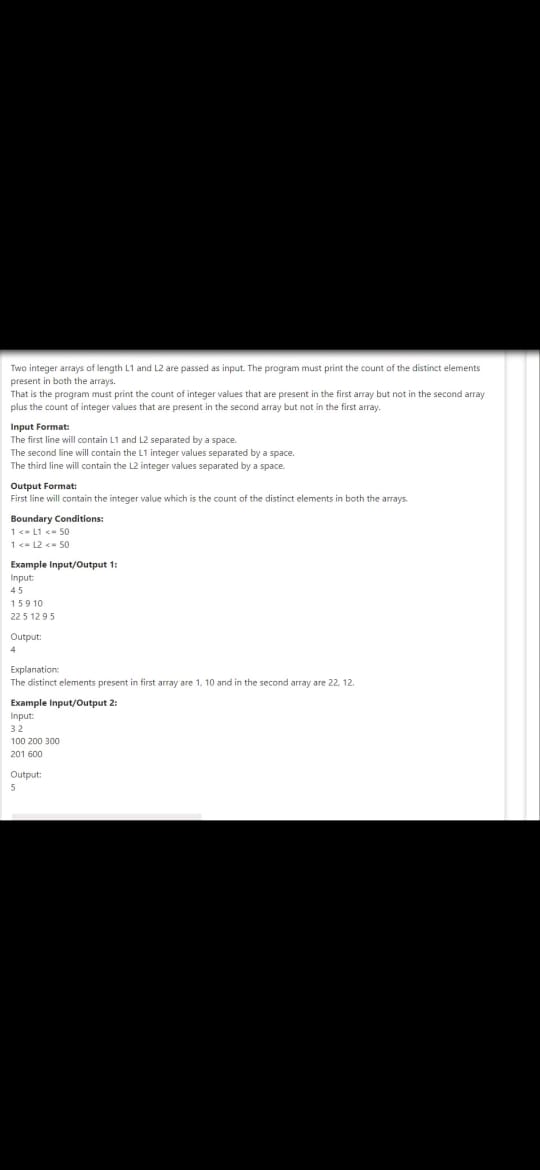 Two integer arrays of length L1 and L2 are passed as input. The program must print the count of the distinct elements
present in both the arrays.
That is the program must print the count of integer values that are present in the first array but not in the second array
plus the count of integer values that are present in the second array but not in the first array.
Input Format:
The first line will contain L1 and L2 separated by a space.
The second line will contain the L1 integer values separated by a space.
The third line will contain the L2 integer values separated by a space.
Output Format:
First line will contain the integer value which is the count of the distinct elements in both the arrays.
Boundary Conditions:
1 <= L1 <= 50
1 <= L2 <= 50
Example Input/Output 1:
Input:
4 5
1 5 9 10
22 5 12 9 5
Output:
4
Explanation:
The distinct elements present in first array are 1, 10 and in the second array are 22, 12.
Example Input/Output 2:
Input:
3 2
100 200 300
201 600
Output:
5